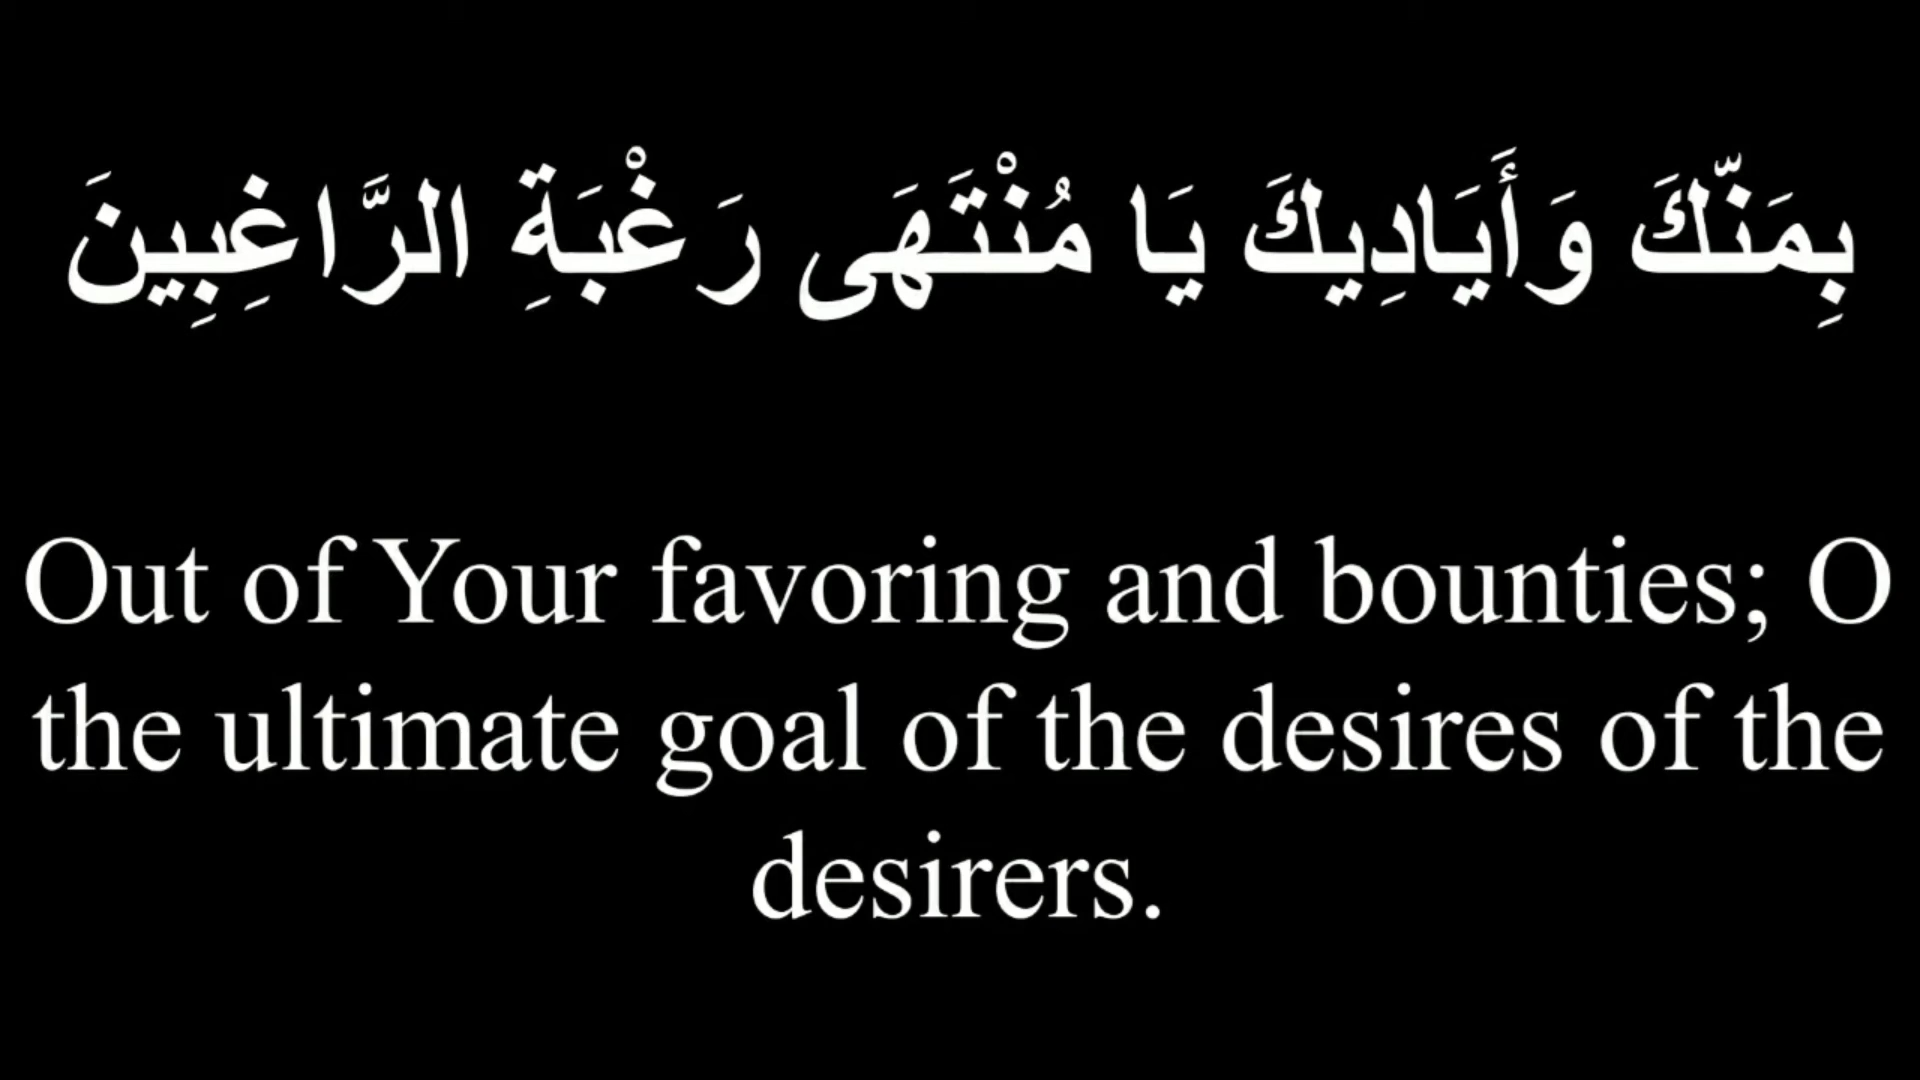 بِمَنّكَ وَأَيَادِيكَ يَا مُنْتَهَى رَغْبَةِ الرَّاغِبِينَ
Out of Your favoring and bounties; O
the ultimate goal of the desires of the
desirers.